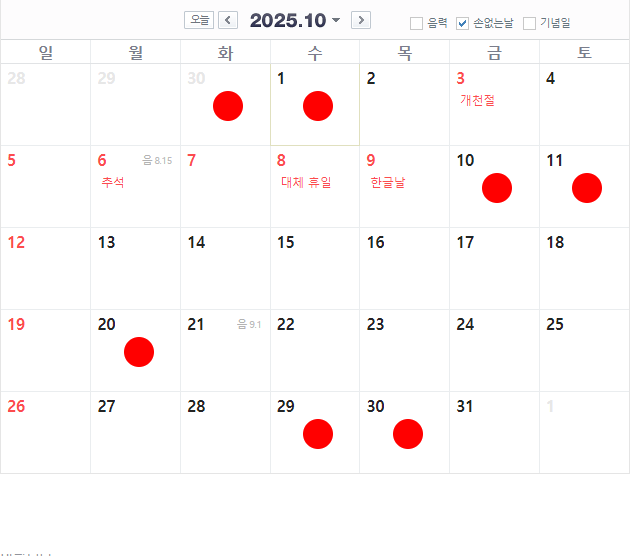 오늘 2025.10 음력 손없는날 기념일
일 월 화 수 목 금 토
28 29 30 1 2 3 4
개천절
5 6 음 8.15 7 8 9 10 11
추석 대체 휴일 한글날
12 13 14 15 16 17 18
19 20 21 음 9.1 22 23 24 25
26 27 28 29 30 31 1